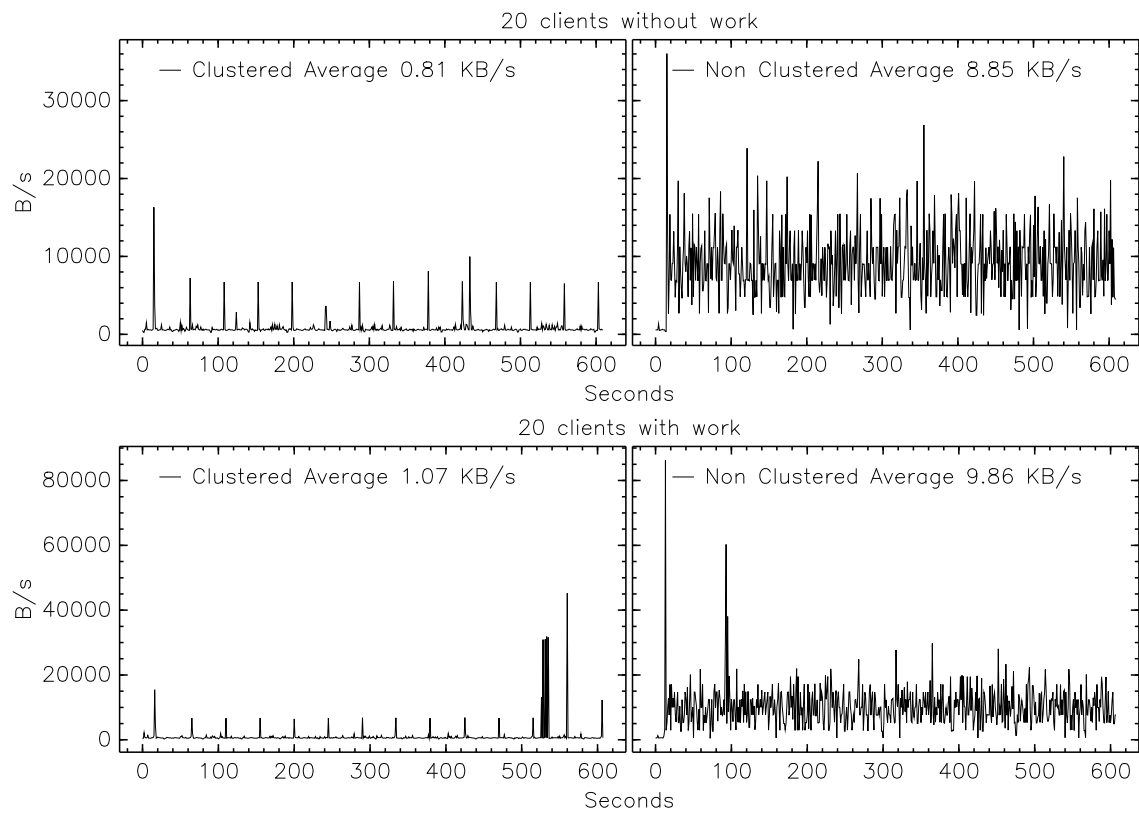 20 clients without work
— Clustered Average 0.81 KB/s
— Non Clustered Average 8.85 KB/s
30000
20000
10000
0
B/s
0 100 200 300 400 500 600
0 100 200 300 400 500 600
Seconds
20 clients with work
— Clustered Average 1.07 KB/s
— Non Clustered Average 9.86 KB/s
80000
60000
40000
20000
0
B/s
0 100 200 300 400 500 600
0 100 200 300 400 500 600
Seconds